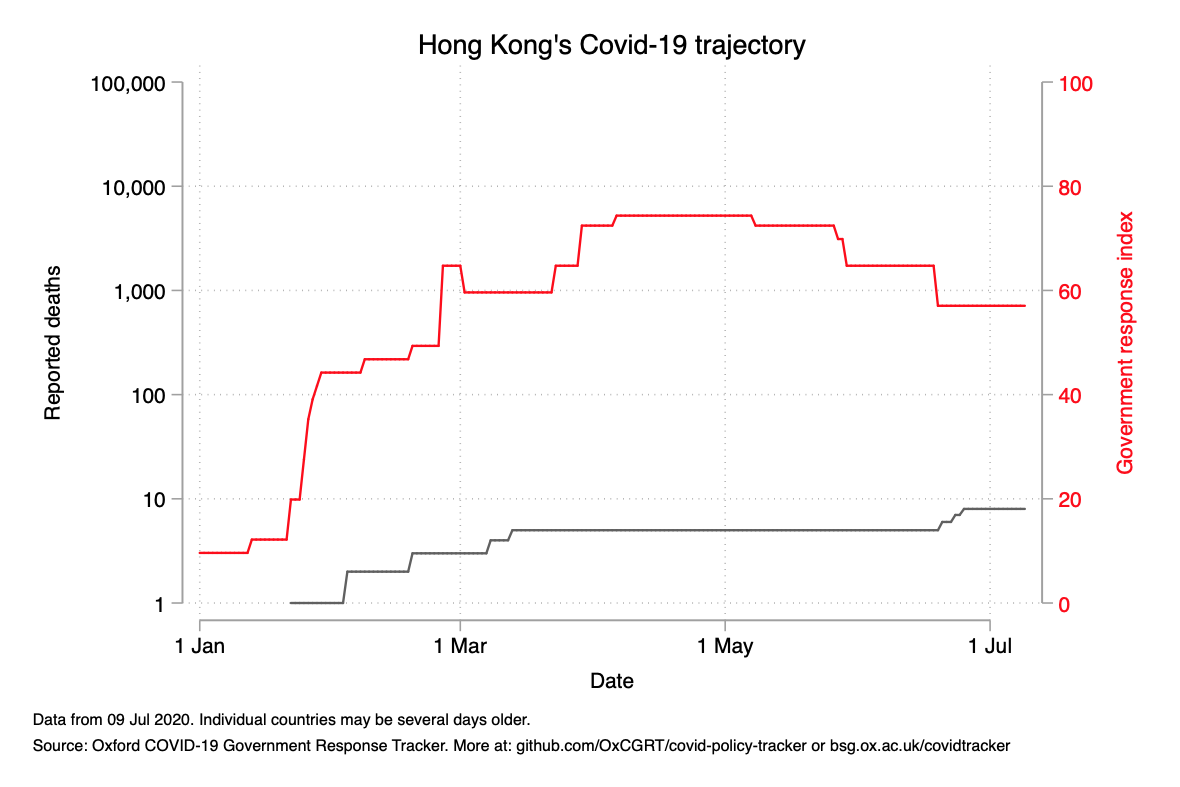 Hong Kong's Covid-19 trajectory
100,000
10,000
1,000
100
10
1
Reported deaths
100
80
60
40
20
0
Government response index
1 Jan
1 Mar
1 May
1 Jul
Date
Data from 09 Jul 2020. Individual countries may be several days older.
Source: Oxford COVID-19 Government Response Tracker. More at: github.com/OxCGRT/covid-policy-tracker or bsg.ox.ac.uk/covidtracker